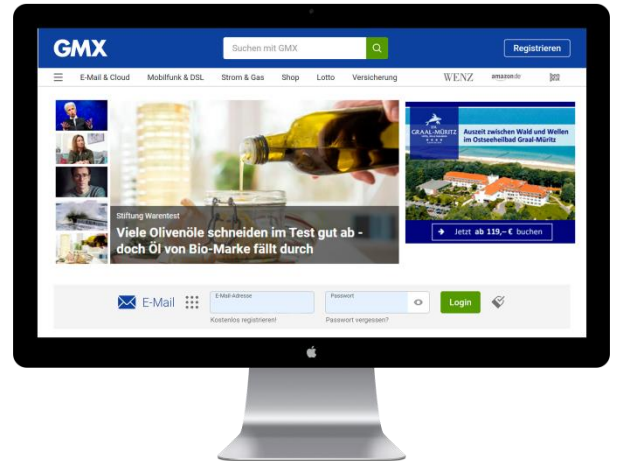 GMX
Suchen mit GMX
Registrieren
E-Mail & Cloud
Mobilfunk & DSL
Strom & Gas
Shop
Lotto
Versicherung
WENZ
amazon.de
GRAAL-MÜRITZ
Auszeit zwischen Wald und Wellen
im Ostseeheilbad Graal-Müritz
Stiftung Warentest
Viele Olivenöle schneiden im Test gut ab -
doch Öl von Bio-Marke fällt durch
Jetzt ab 119,– € buchen
E-Mail
E-Mail-Adresse
Passwort
Login
Kostenlos registrieren!
Passwort vergessen?